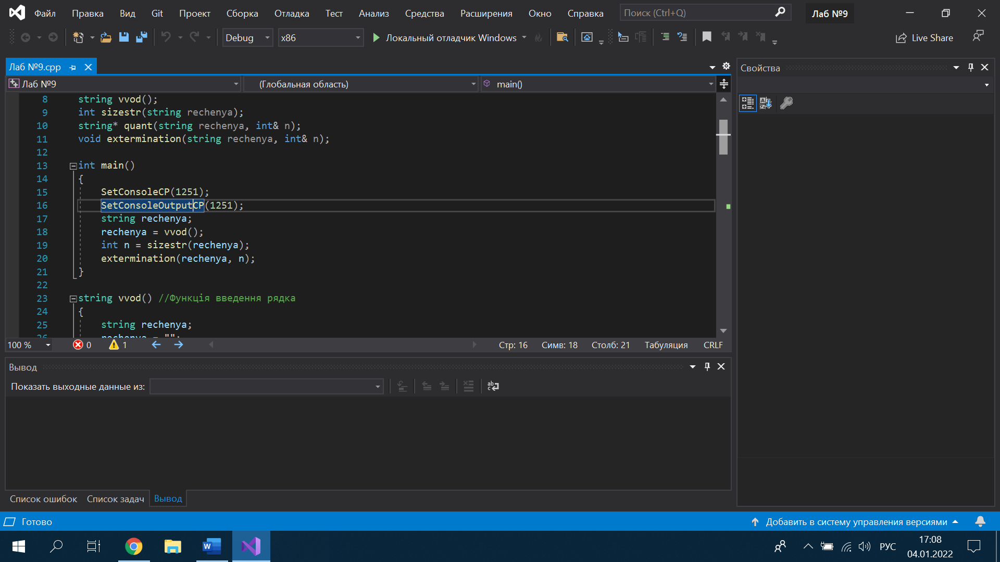 Файл Правка Вид Git Проект Сборка Отладка Тест Анализ Средства Расширения Окно Справка Поиск (Ctrl+Q) Лаб №9
Debug x86 Локальный отладчик Windows Live Share
Лаб №9.cpp
Лаб №9 (Глобальная область) main()
8 string vvod();
9 int sizestr(string rechenya);
10 string* quant(string rechenya, int& n);
11 void extermination(string rechenya, int& n);
12
13 int main()
14 {
15 SetConsoleCP(1251);
16 SetConsoleOutputCP(1251);
17 string rechenya;
18 rechenya = vvod();
19 int n = sizestr(rechenya);
20 extermination(rechenya, n);
21 }
22
23 string vvod() //Функція введення рядка
24 {
25 string rechenya;
26 rechenya = "";
100 % 0 1 Стр: 16 Симв: 18 Столб: 21 Табуляция CRLF
Вывод
Показать выходные данные из:
Список ошибок Список задач Вывод
Свойства
Готово Добавить в систему управления версиями
РУС 17:08
04.01.2022